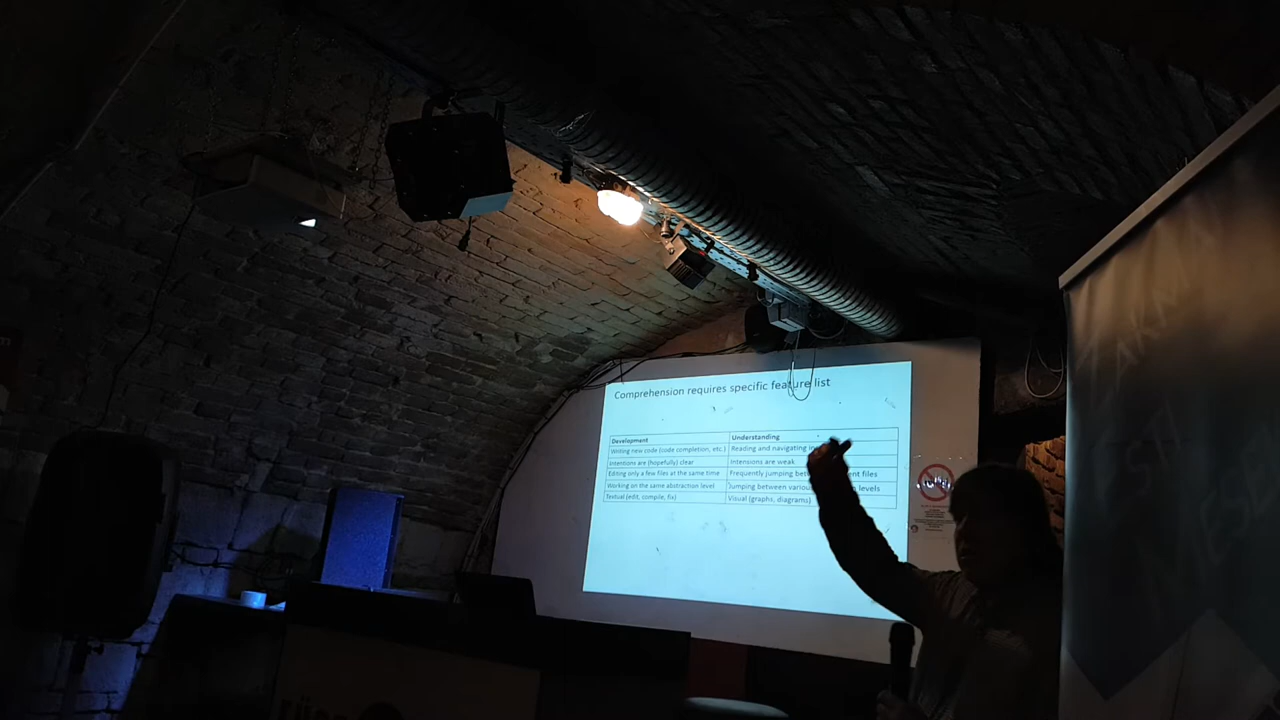 Comprehension requires specific feature list
Development Understanding
Writing new code (code completion, etc.) Reading and navigating
Intensions are (hopefully) clear Intensions are weak
Editing only a few files at the same time Frequently jumping files
Working on the same abstraction level Jumping between levels
Textual (edit, compile, fix) Visual (graphs, diagrams)